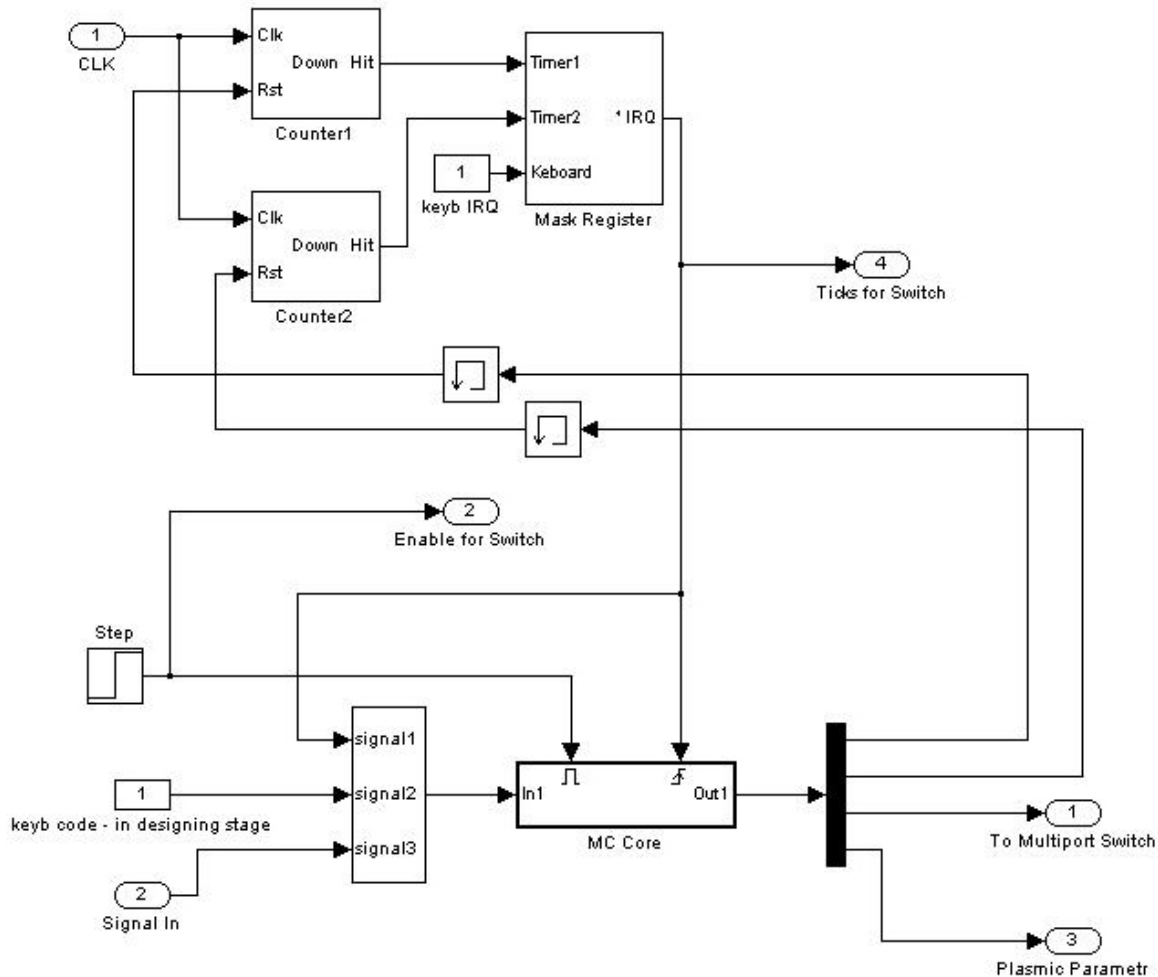 1
CLK
Clk
Down Hit
Rst
Counter1
Timer1
Timer2 * IRQ
Keboard
Mask Register
1
keyb IRQ
Clk
Down Hit
Rst
Counter2
4
Ticks for Switch
2
Enable for Switch
Step
signal1
signal2
signal3
1
keyb code - in designing stage
2
Signal In
In1 Out1
MC Core
1
To Multiport Switch
3
Plasmic Parametr